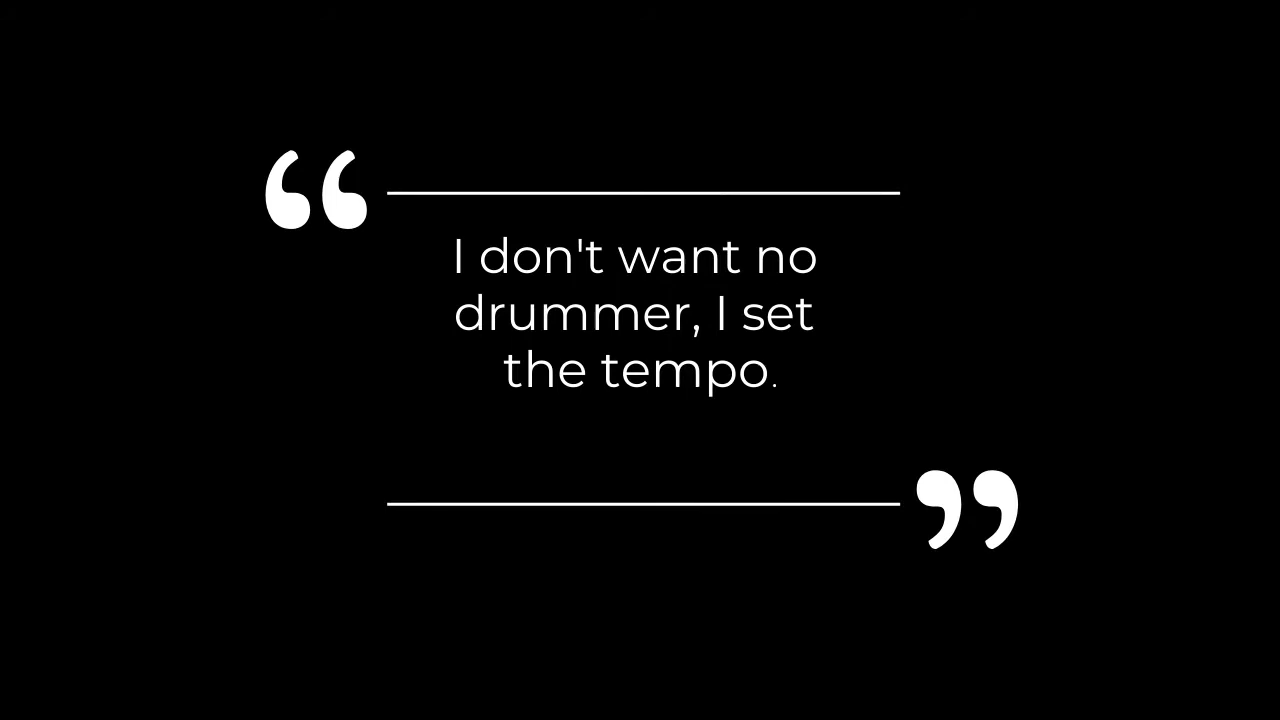 “
I don't want no
drummer, I set
the tempo.
”